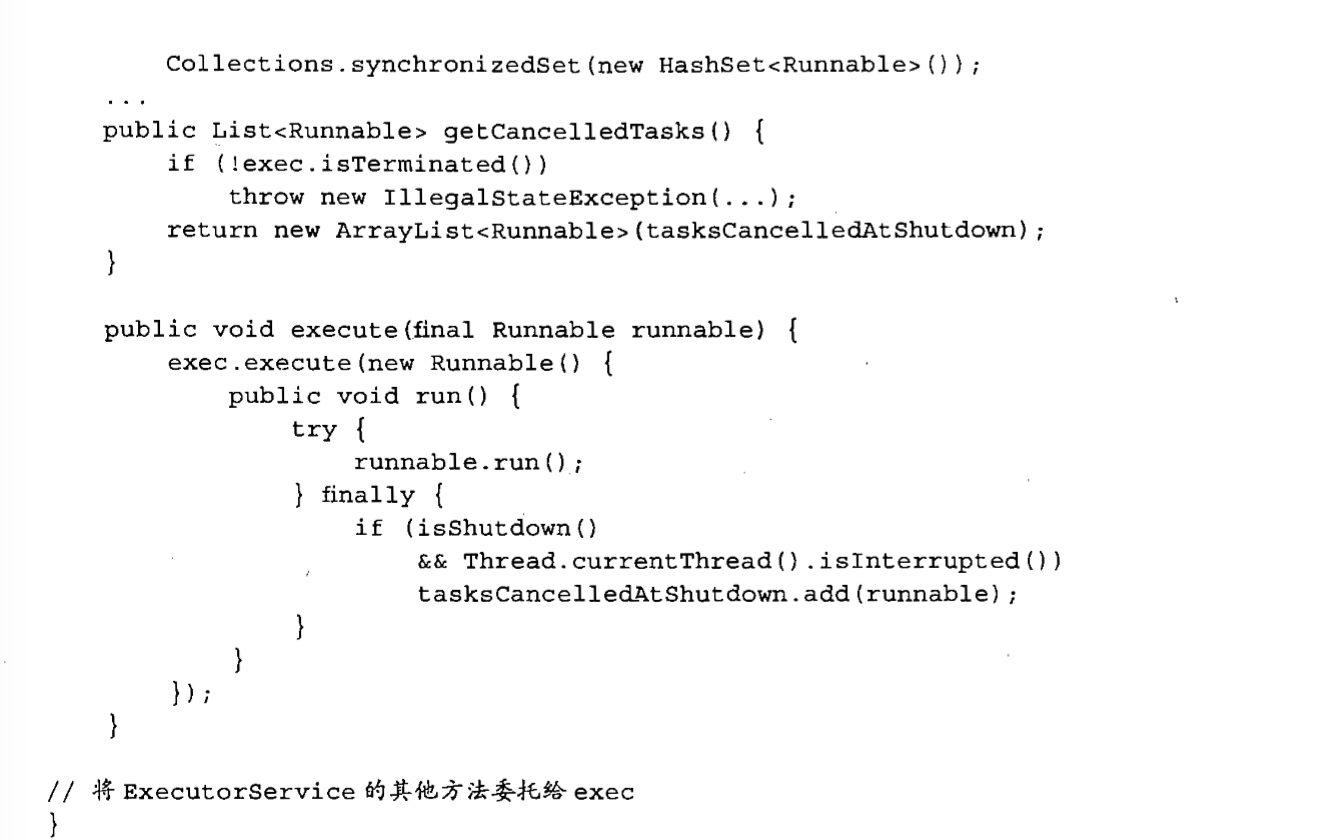 Collections.synchronizedSet(new HashSet<Runnable>());
...
public List<Runnable> getCancelledTasks() {
if (!exec.isTerminated())
throw new IllegalStateException(...);
return new ArrayList<Runnable>(tasksCancelledAtShutdown);
}
public void execute(final Runnable runnable) {
exec.execute(new Runnable() {
public void run() {
try {
runnable.run();
} finally {
if (isShutdown()
&& Thread.currentThread().isInterrupted())
tasksCancelledAtShutdown.add(runnable);
}
}
});
}
// 将 ExecutorService 的其他方法委托给 exec
}